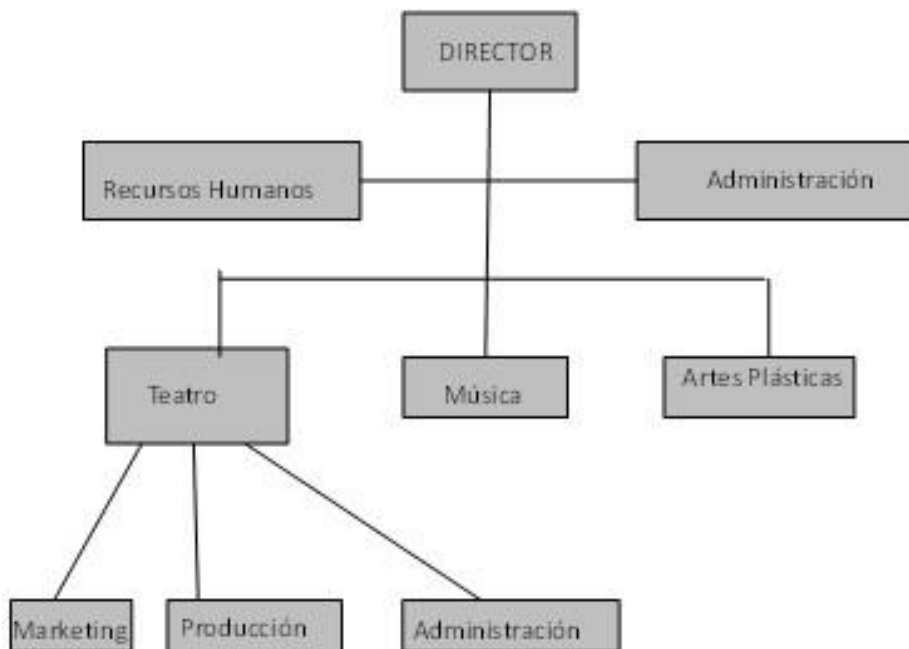 DIRECTOR
Recursos Humanos
Administración
Teatro
Música
Artes Plásticas
Marketing
Producción
Administración